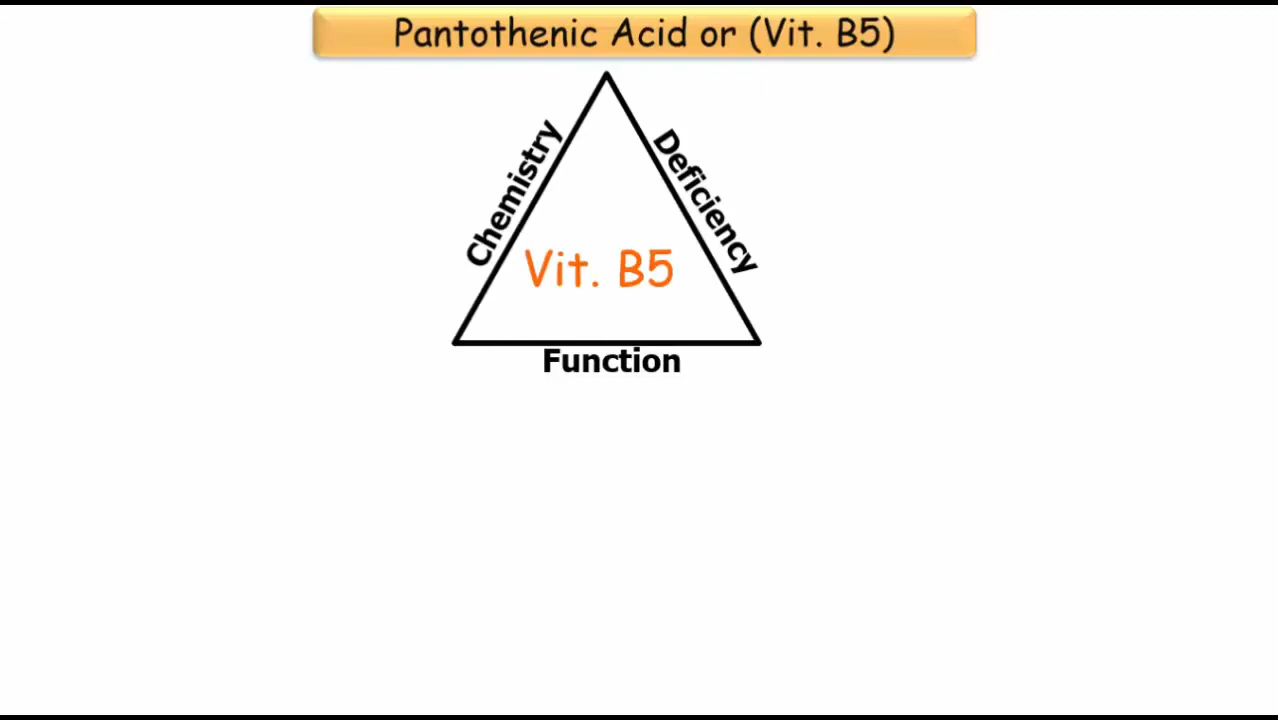 Pantothenic Acid or (Vit. B5)
Chemistry
Deficiency
Vit. B5
Function